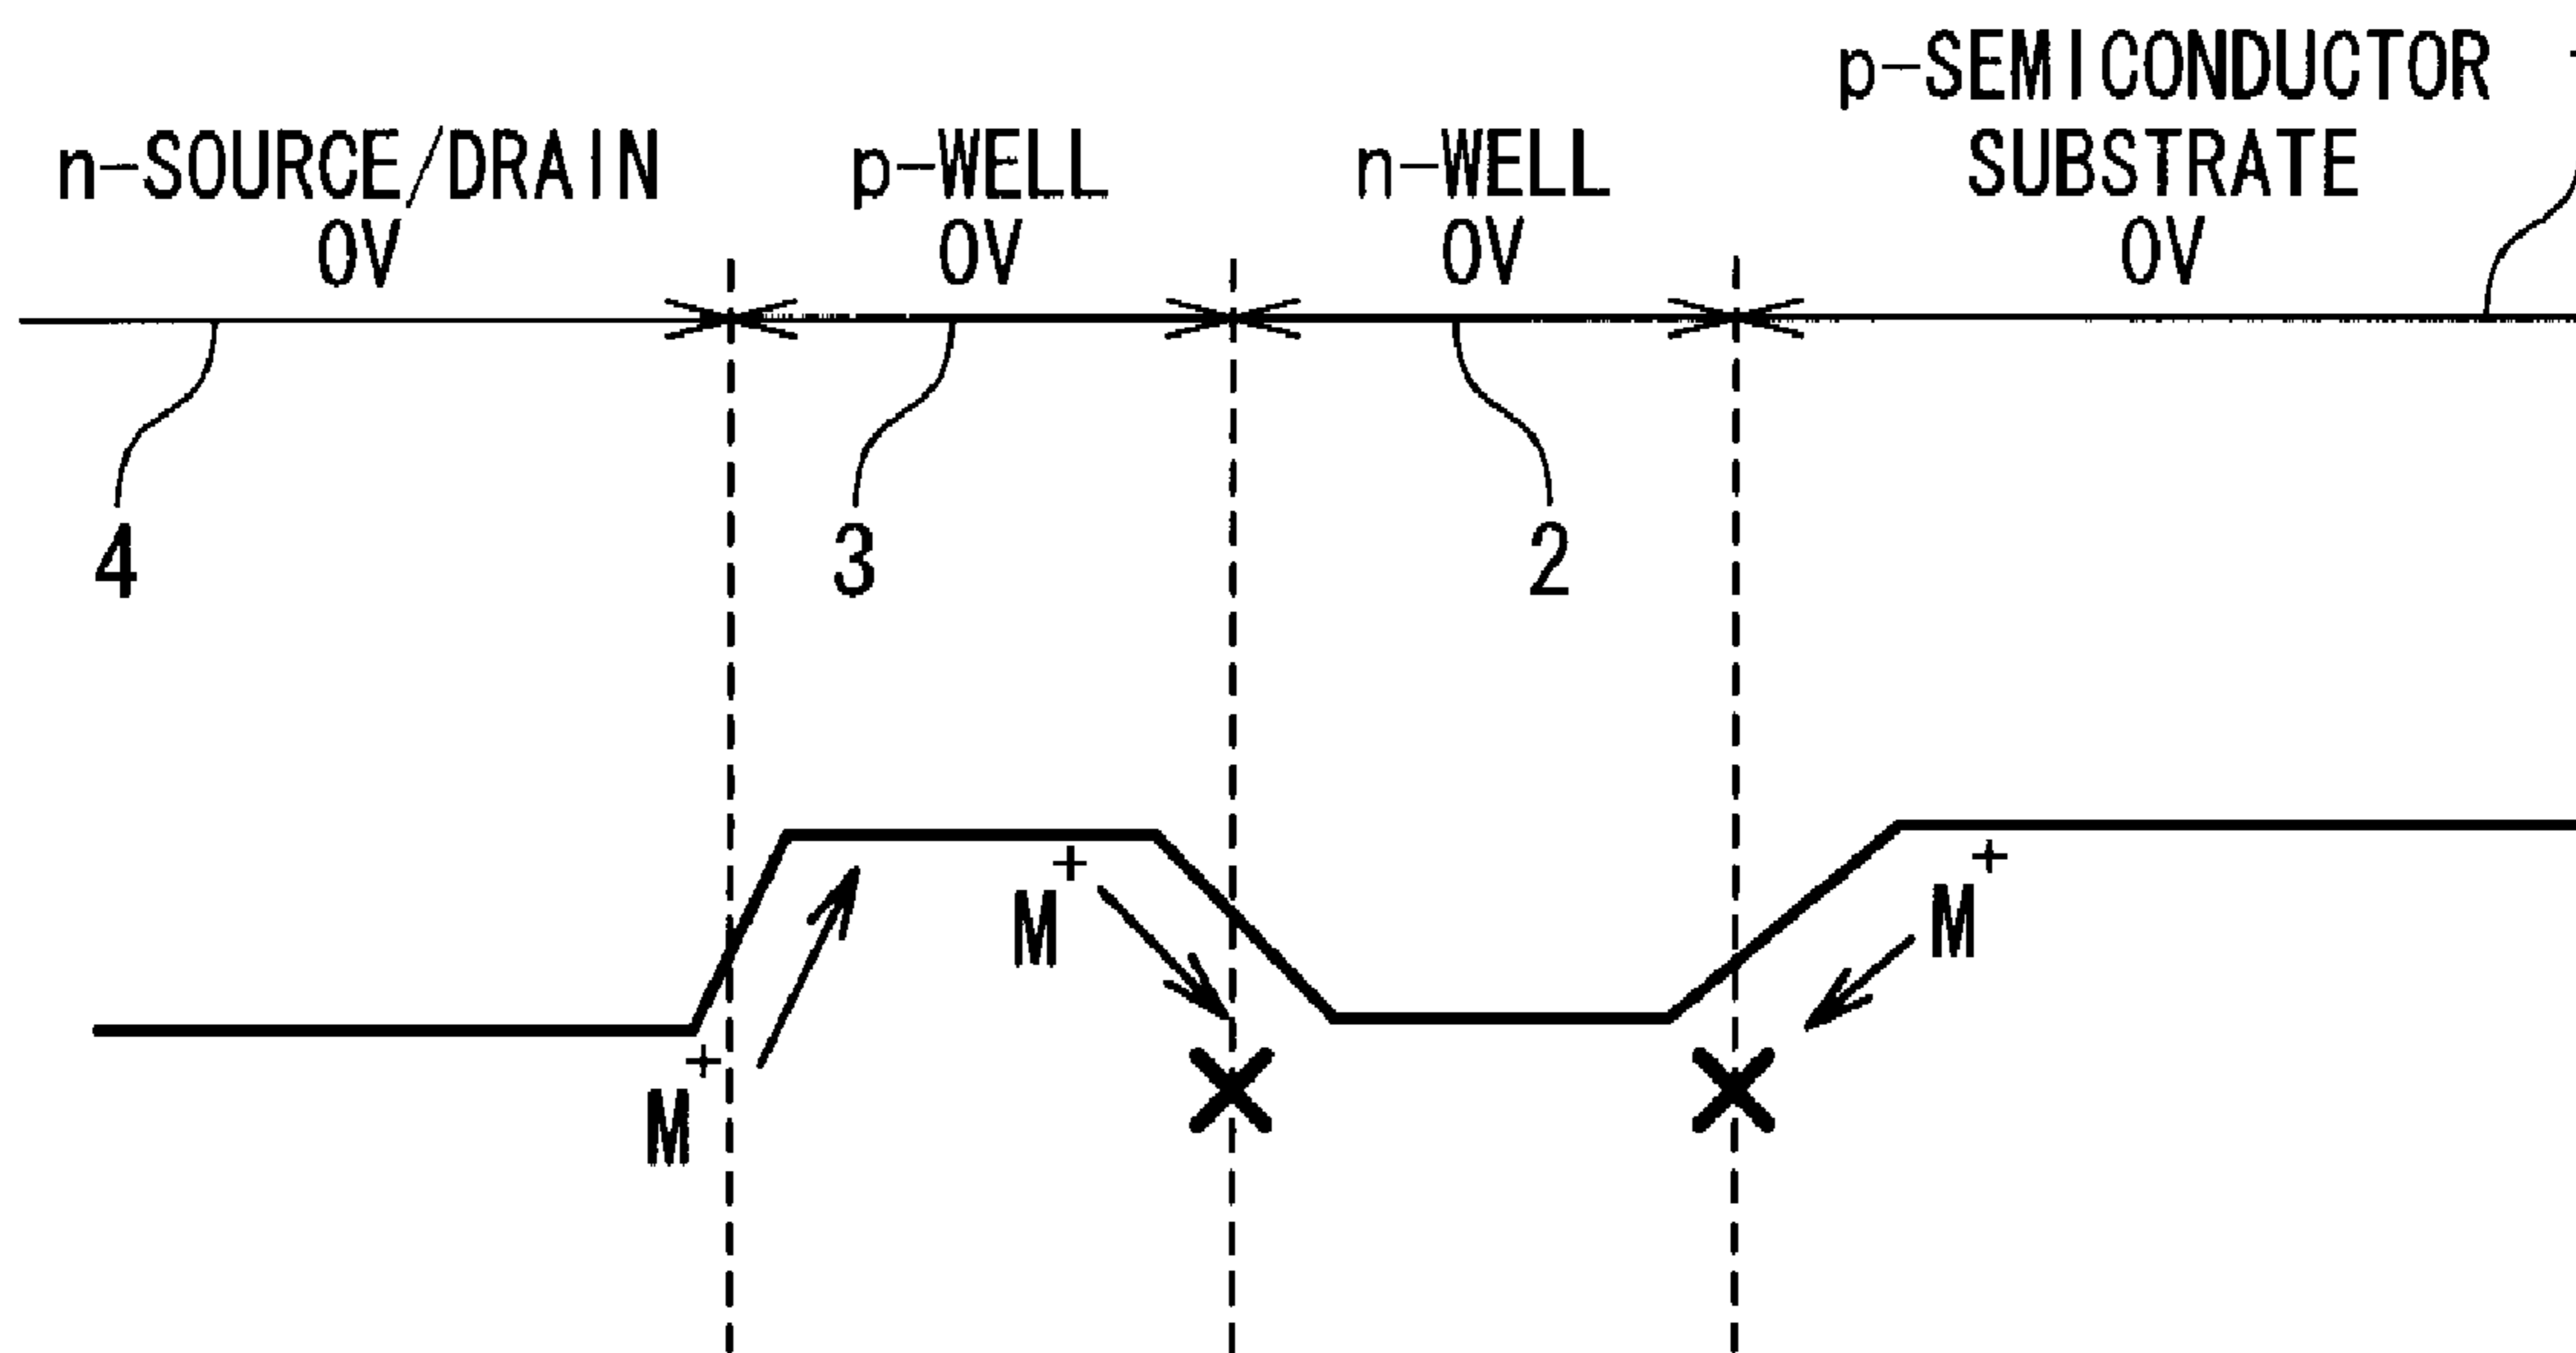 p-SEMICONDUCTOR
n-SOURCE/DRAIN p-WELL n-WELL SUBSTRATE
0V 0V 0V 0V
4 3 2
M+ M+
M+